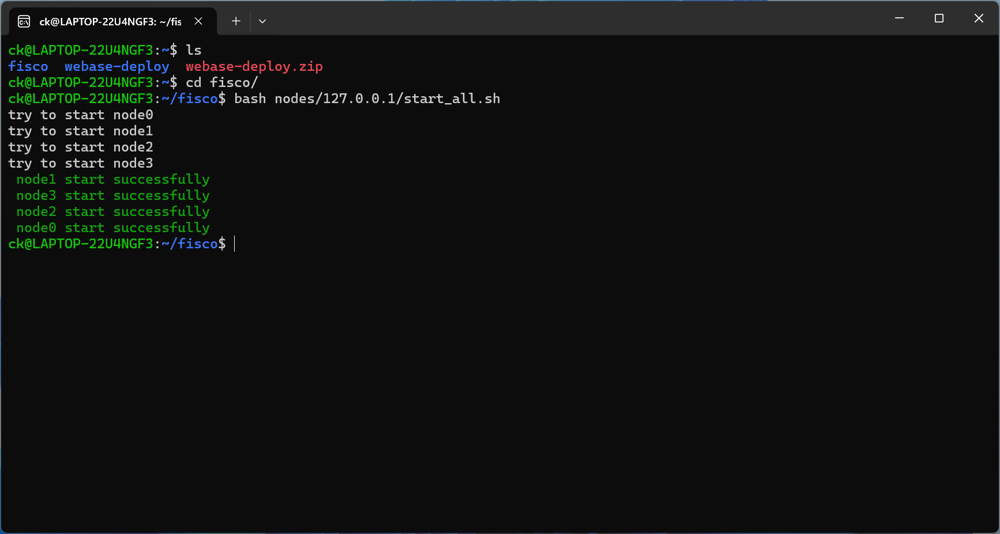 ck@LAPTOP-22U4NGF3: ~/fis
ck@LAPTOP-22U4NGF3:~$ ls
fisco  webase-deploy  webase-deploy.zip
ck@LAPTOP-22U4NGF3:~$ cd fisco/
ck@LAPTOP-22U4NGF3:~/fisco$ bash nodes/127.0.0.1/start_all.sh
try to start node0
try to start node1
try to start node2
try to start node3
 node1 start successfully
 node3 start successfully
 node2 start successfully
 node0 start successfully
ck@LAPTOP-22U4NGF3:~/fisco$